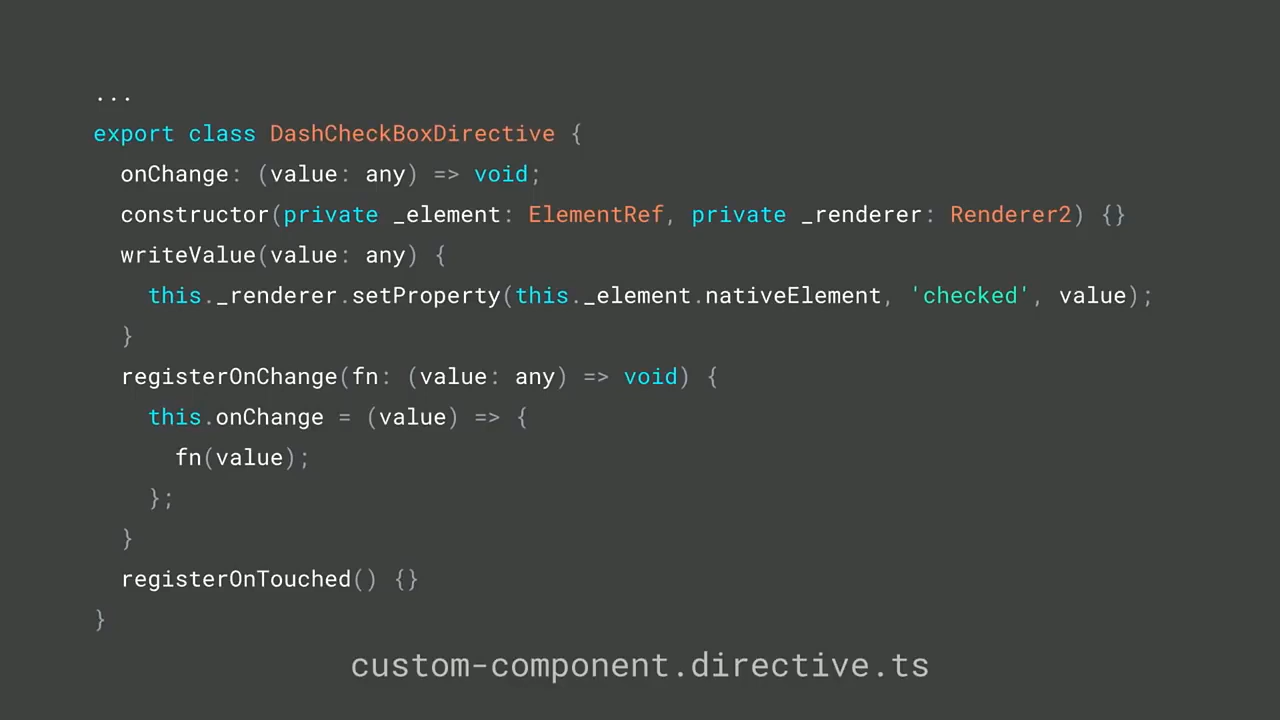 ...
export class DashCheckBoxDirective {
  onChange: (value: any) => void;
  constructor(private _element: ElementRef, private _renderer: Renderer2) {}
  writeValue(value: any) {
    this._renderer.setProperty(this._element.nativeElement, 'checked', value);
  }
  registerOnChange(fn: (value: any) => void) {
    this.onChange = (value) => {
      fn(value);
    };
  }
  registerOnTouched() {}
}
custom-component.directive.ts